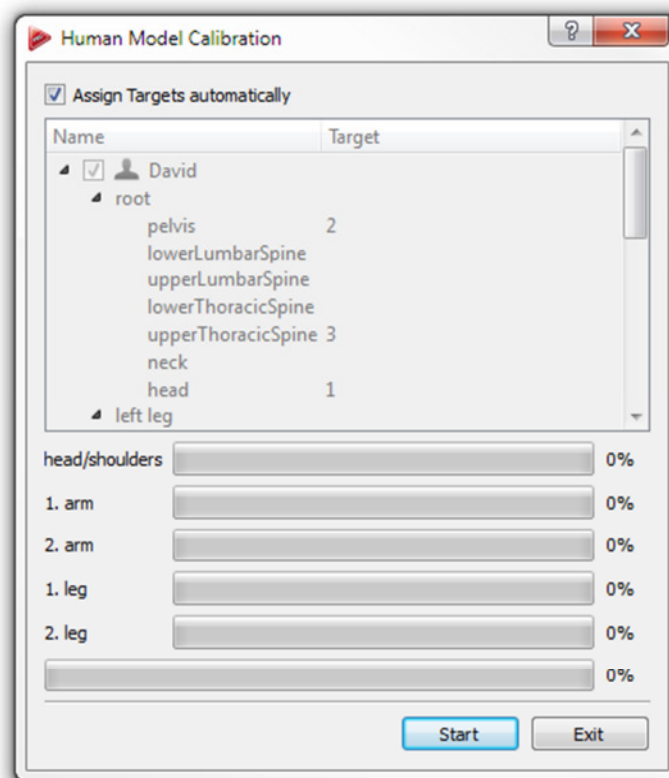 Human Model Calibration
?
Assign Targets automatically
Name Target
David
root
pelvis 2
lowerLumbarSpine
upperLumbarSpine
lowerThoracicSpine
upperThoracicSpine 3
neck
head 1
left leg
head/shoulders 0%
1. arm 0%
2. arm 0%
1. leg 0%
2. leg 0%
0%
Start Exit